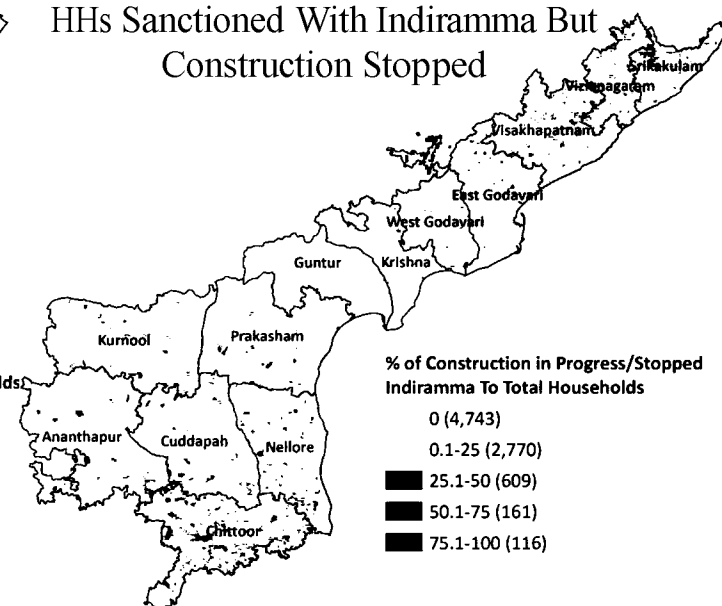 HHs Sanctioned With Indiramma But
Construction Stopped
Srikakulam
Vizianagaram
Visakhapatnam
East Godavari
West Godavari
Guntur
Krishna
Kurnool
Prakasham
% of Construction in Progress/Stopped
Indiramma To Total Households
lds
Ananthapur
Cuddapah
Nellore
0 (4,743)
0.1-25 (2,770)
25.1-50 (609)
50.1-75 (161)
75.1-100 (116)
Chittoor